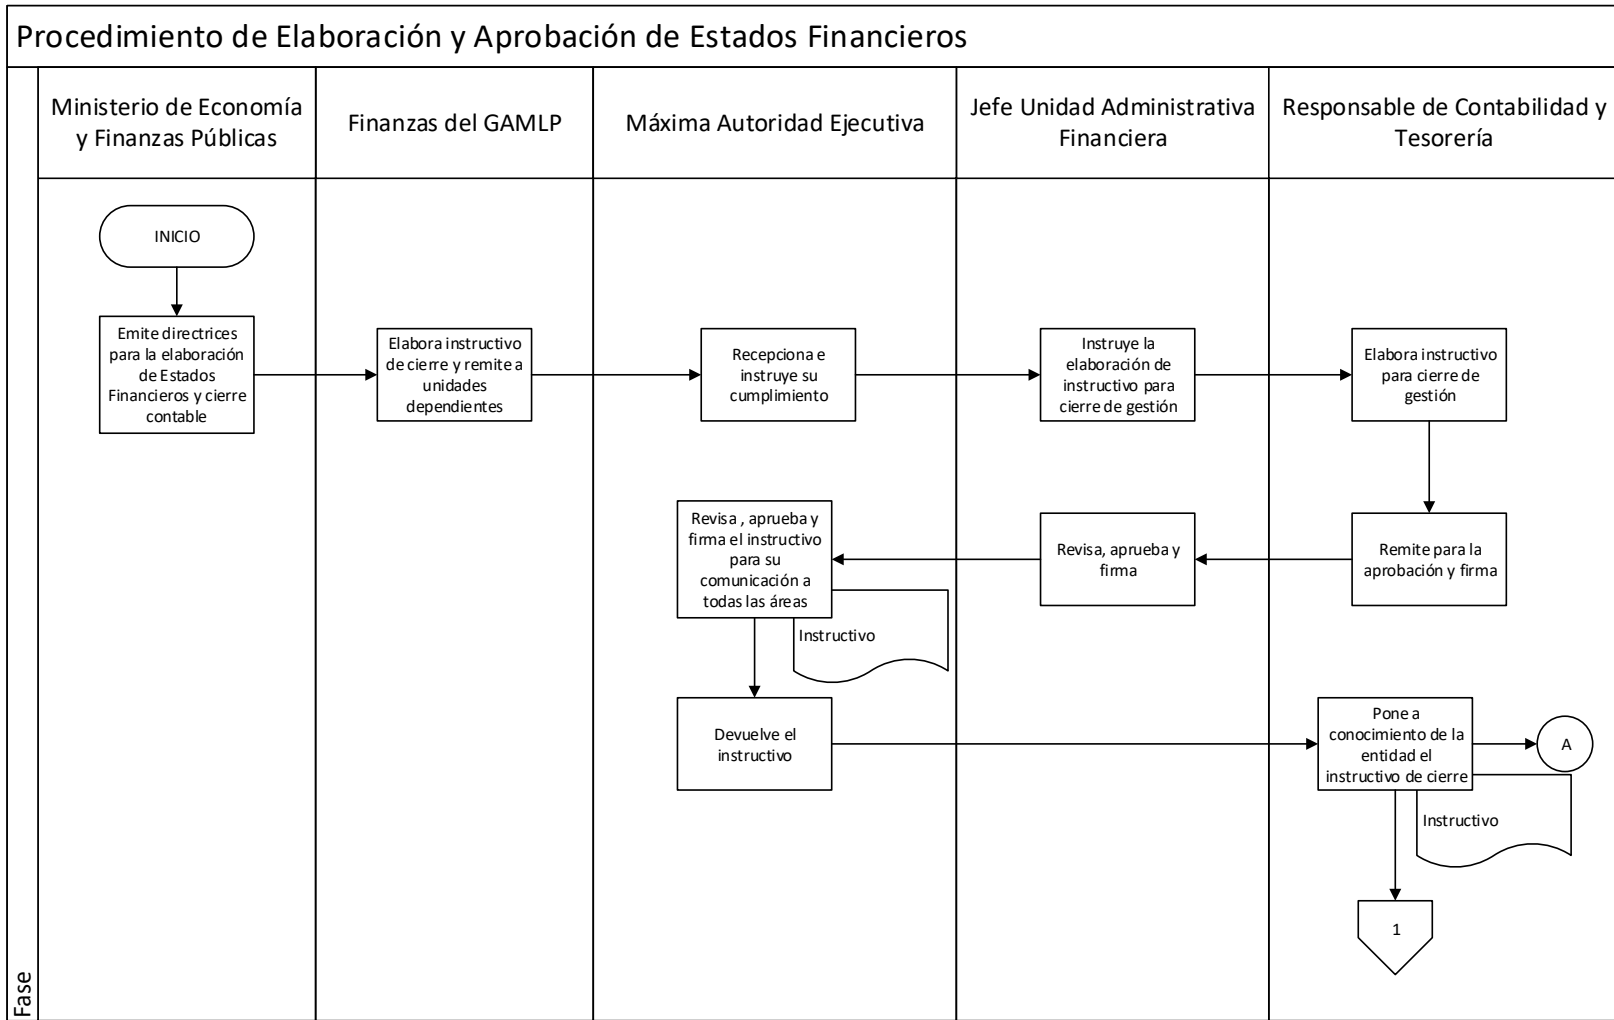 Procedimiento de Elaboración y Aprobación de Estados Financieros
Ministerio de Economía
y Finanzas Públicas
Finanzas del GAMLP
Máxima Autoridad Ejecutiva
Jefe Unidad Administrativa
Financiera
Responsable de Contabilidad y
Tesorería
INICIO
Emite directrices
para la elaboración
de Estados
Financieros y cierre
contable
Elabora instructivo
de cierre y remite a
unidades
dependientes
Recepciona e
instruye su
cumplimiento
Instruye la
elaboración de
instructivo para
cierre de gestión
Elabora instructivo
para cierre de
gestión
Revisa , aprueba y
firma el instructivo
para su
comunicación a
todas las áreas
Instructivo
Revisa, aprueba y
firma
Remite para la
aprobación y firma
Devuelve el
instructivo
Pone a
conocimiento de la
entidad el
instructivo de cierre
A
Instructivo
1
Fase